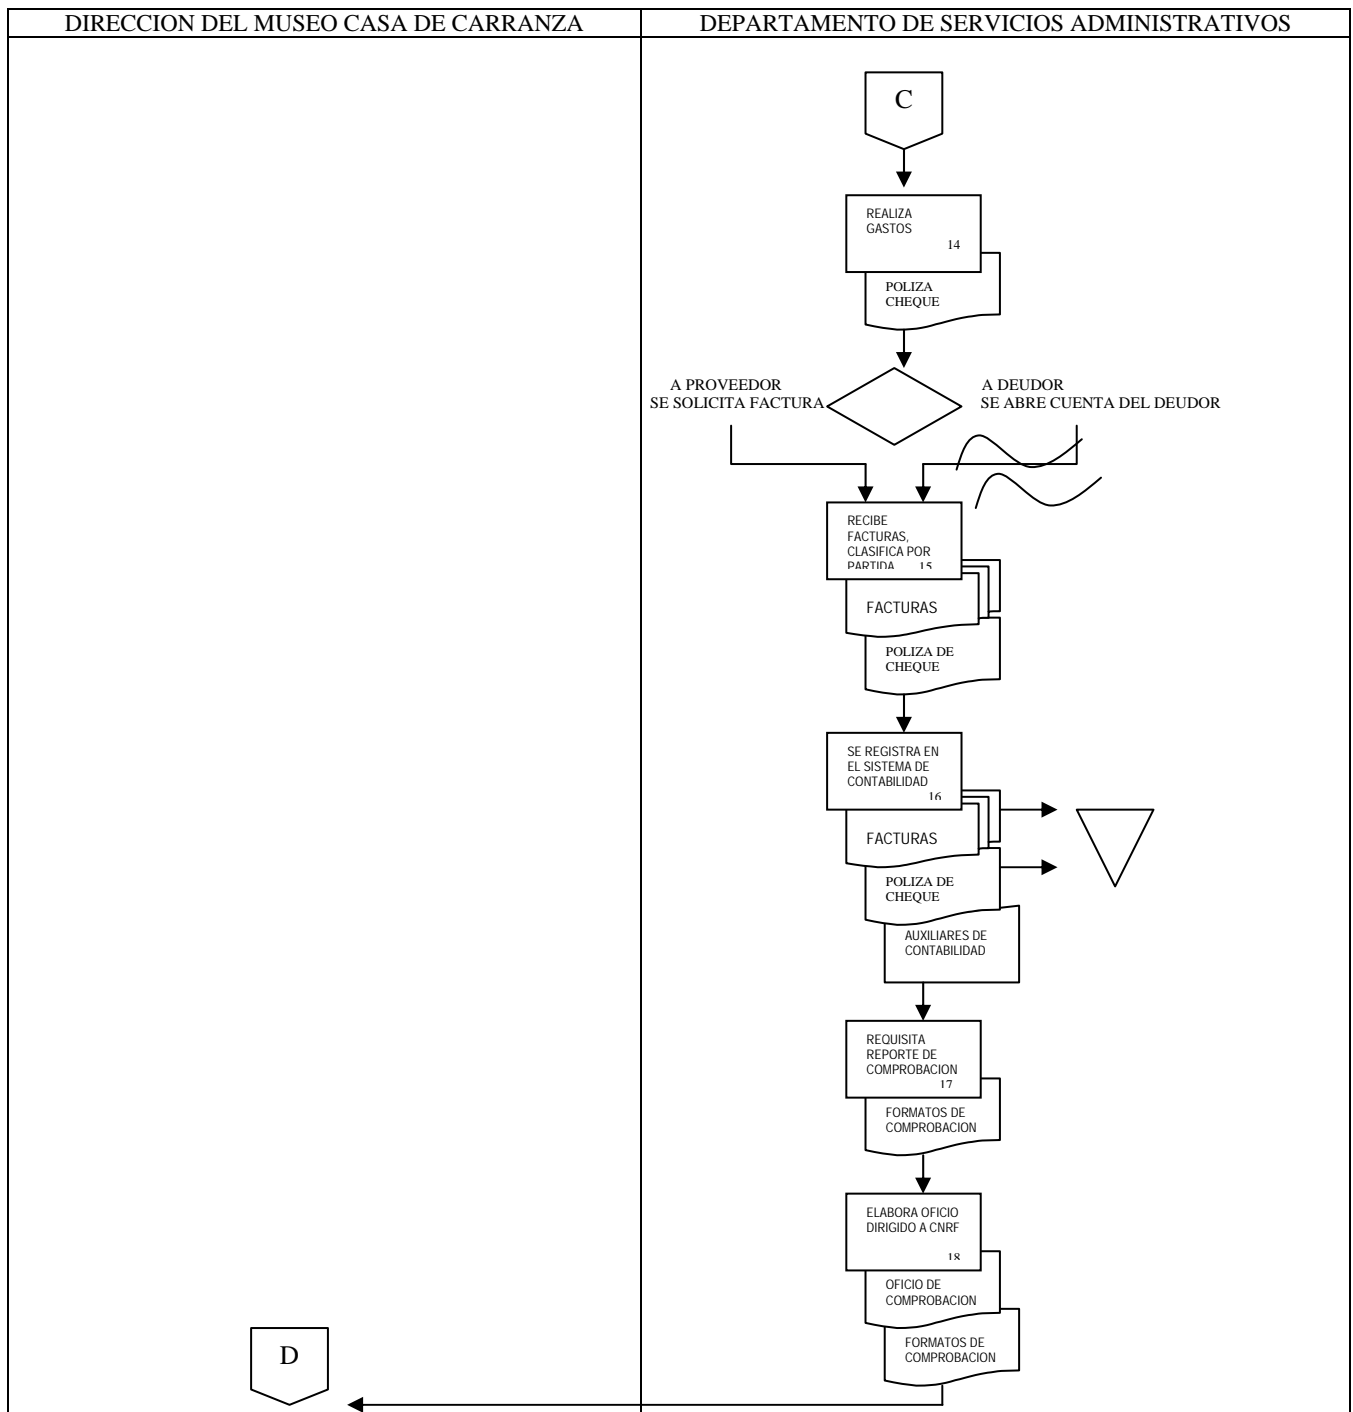 DIRECCION DEL MUSEO CASA DE CARRANZA
DEPARTAMENTO DE SERVICIOS ADMINISTRATIVOS
C
REALIZA
GASTOS
14
POLIZA
CHEQUE
A PROVEEDOR
SE SOLICITA FACTURA
A DEUDOR
SE ABRE CUENTA DEL DEUDOR
RECIBE
FACTURAS,
CLASIFICA POR
PARTIDA 15
FACTURAS
POLIZA DE
CHEQUE
SE REGISTRA EN
EL SISTEMA DE
CONTABILIDAD
16
FACTURAS
POLIZA DE
CHEQUE
AUXILIARES DE
CONTABILIDAD
REQUISITA
REPORTE DE
COMPROBACION
17
FORMATOS DE
COMPROBACION
ELABORA OFICIO
DIRIGIDO A CNRF
18
OFICIO DE
COMPROBACION
FORMATOS DE
COMPROBACION
D